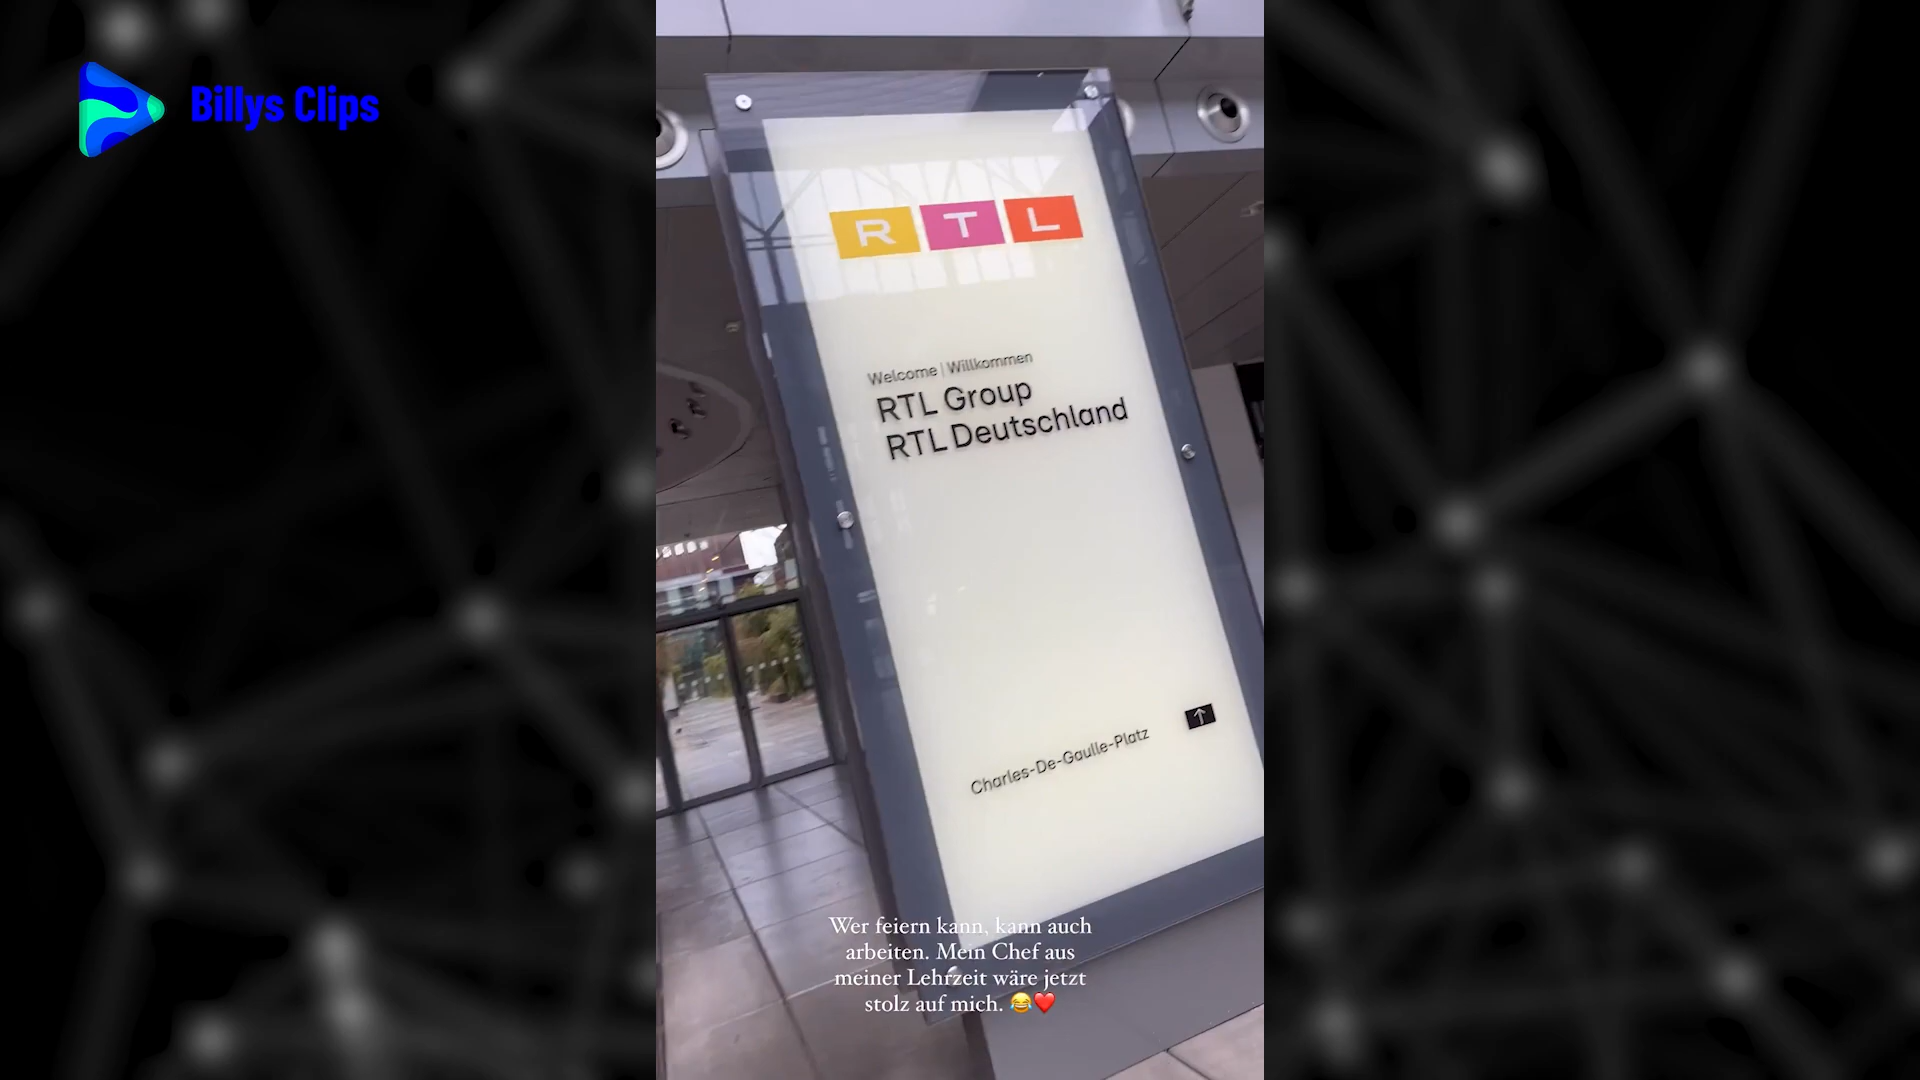 Billys Clips
RTL
Welcome | Willkommen
RTL Group
RTL Deutschland
Charles-De-Gaulle-Platz
Wer feiern kann, kann auch
arbeiten. Mein Chef aus
meiner Lehrzeit wäre jetzt
stolz auf mich. 😂❤️